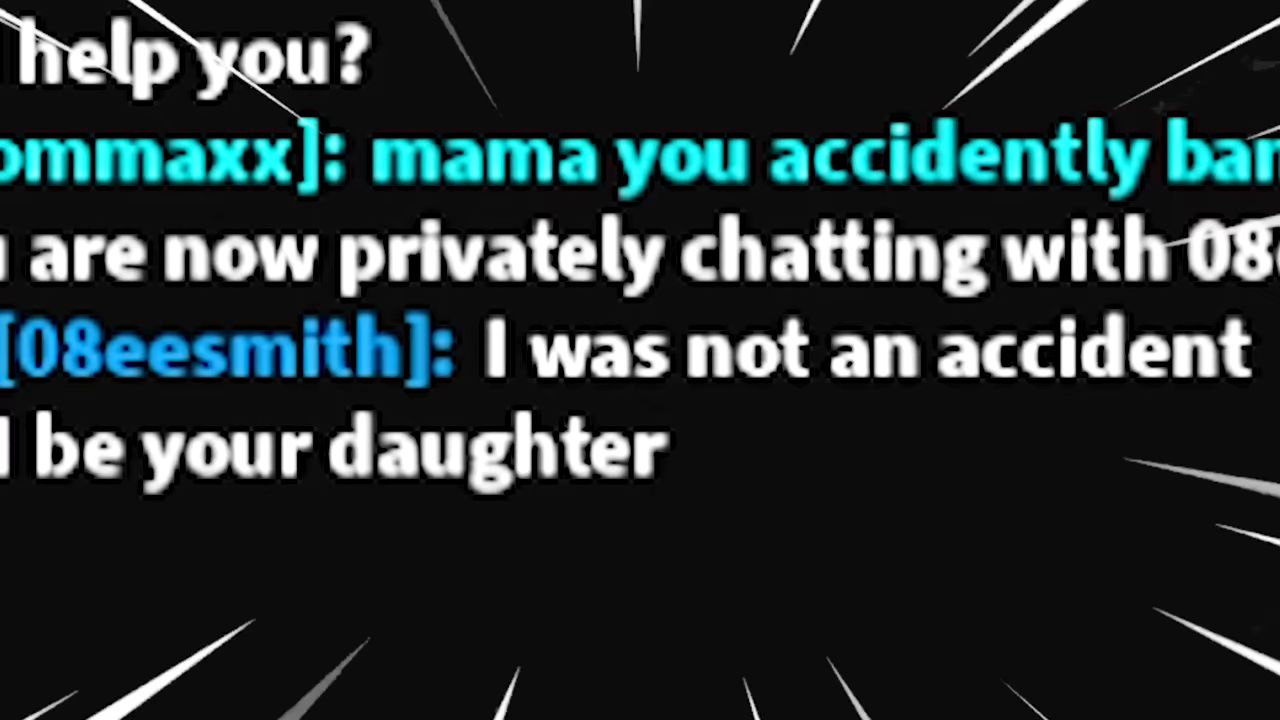 help you?
ommaxx]: mama you accidently ban
are now privately chatting with 08
[08eesmith]: I was not an accident
be your daughter